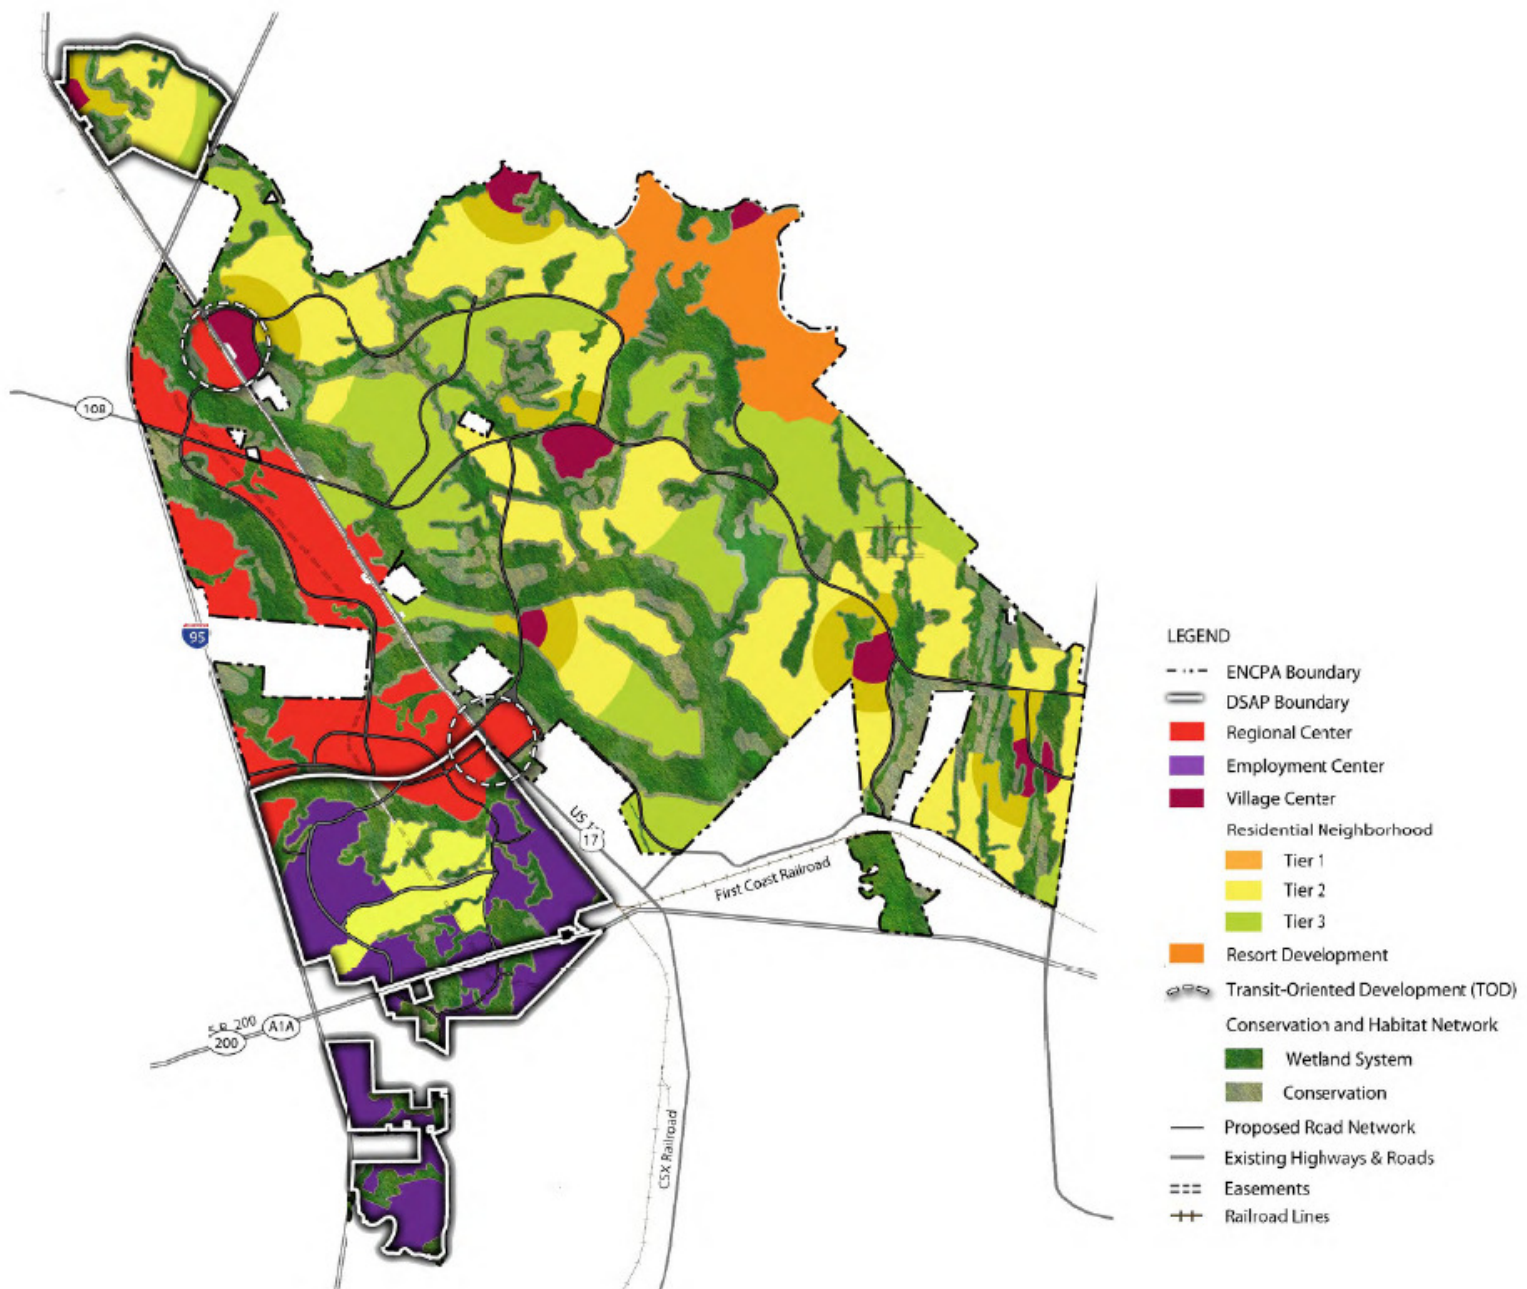 108
95
US 1
17
First Coast Railroad
S.R. 200
200
A1A
CSX Railroad
LEGEND
ENCPA Boundary
DSAP Boundary
Regional Center
Employment Center
Village Center
Residential Neighborhood
Tier 1
Tier 2
Tier 3
Resort Development
Transit-Oriented Development (TOD)
Conservation and Habitat Network
Wetland System
Conservation
Proposed Road Network
Existing Highways & Roads
Easements
Railroad Lines